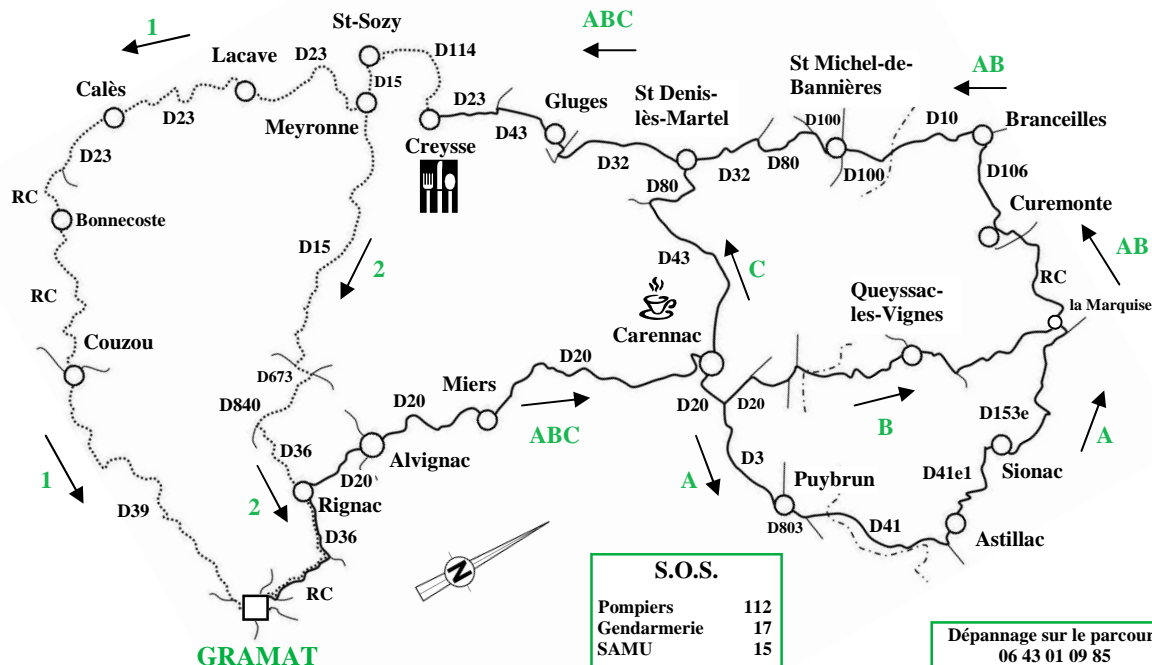 1
St-Sozy
ABC
Lacave
D23
D114
St Michel-de-
Bannières
AB
Calès
D23
D15
D23
Gluges
St Denis-
lès-Martel
D100
D10
Branceilles
Meyronne
D43
D23
Creysse
D32
D80
D32
D80
D100
D106
RC
Bonnecoste
Curemonte
D15
2
D43
C
AB
RC
RC
Queyssac-
les-Vignes
la Marquise
Couzou
Carennac
D673
D20
D840
D20
Miers
D20
D20
B
D153e
ABC
D36
Alvignac
D3
D41e1
A
1
D20
A
Puybrun
Sionac
2
Rignac
D39
D36
D803
D41
Astillac
N
RC
GRAMAT
S.O.S.
Pompiers 112
Gendarmerie 17
SAMU 15
Dépannage sur le parcour
06 43 01 09 85